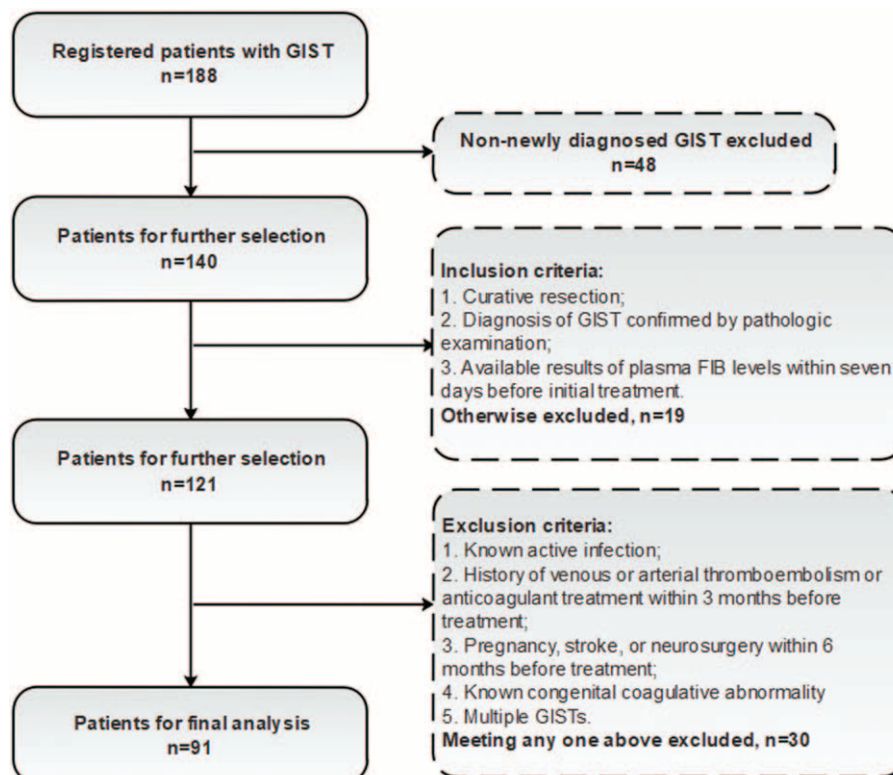 Registered patients with GIST
n=188
Non-newly diagnosed GIST excluded
n=48
Patients for further selection
n=140
Inclusion criteria:
1. Curative resection;
2. Diagnosis of GIST confirmed by pathologic
examination;
3. Available results of plasma FIB levels within seven
days before initial treatment.
Otherwise excluded, n=19
Patients for further selection
n=121
Exclusion criteria:
1. Known active infection;
2. History of venous or arterial thromboembolism or
anticoagulant treatment within 3 months before
treatment;
3. Pregnancy, stroke, or neurosurgery within 6
months before treatment;
4. Known congenital coagulative abnormality
5. Multiple GISTs.
Meeting any one above excluded, n=30
Patients for final analysis
n=91